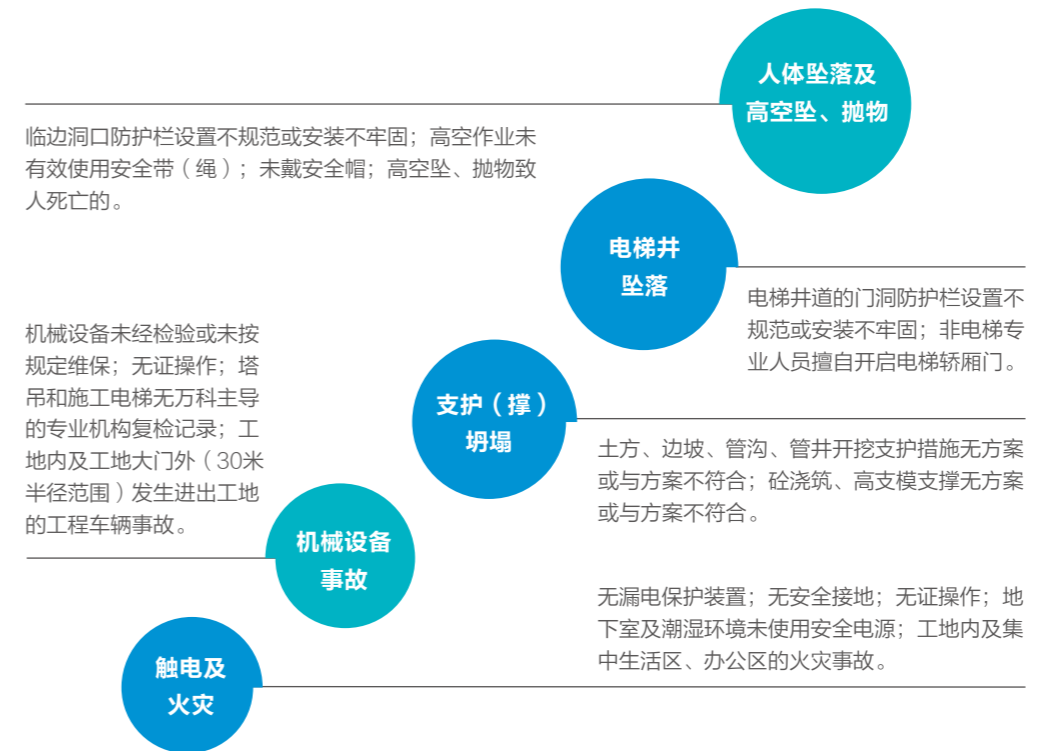 人体坠落及
高空坠、抛物
临边洞口防护栏设置不规范或安装不牢固；高空作业未
有效使用安全带（绳）；未戴安全帽；高空坠、抛物致
人死亡的。
电梯井
坠落
电梯井道的门洞防护栏设置不
规范或安装不牢固；非电梯专
业人员擅自开启电梯轿厢门。
机械设备未经检验或未按
规定维保；无证操作；塔
吊和施工电梯无万科主导
的专业机构复检记录；工
地内及工地大门外（30米
半径范围）发生进出工地
的工程车辆事故。
支护（撑）
坍塌
土方、边坡、管沟、管井开挖支护措施无方案
或与方案不符合；砼浇筑、高支模支撑无方案
或与方案不符合。
机械设备
事故
无漏电保护装置；无安全接地；无证操作；地
下室及潮湿环境未使用安全电源；工地内及集
中生活区、办公区的火灾事故。
触电及
火灾